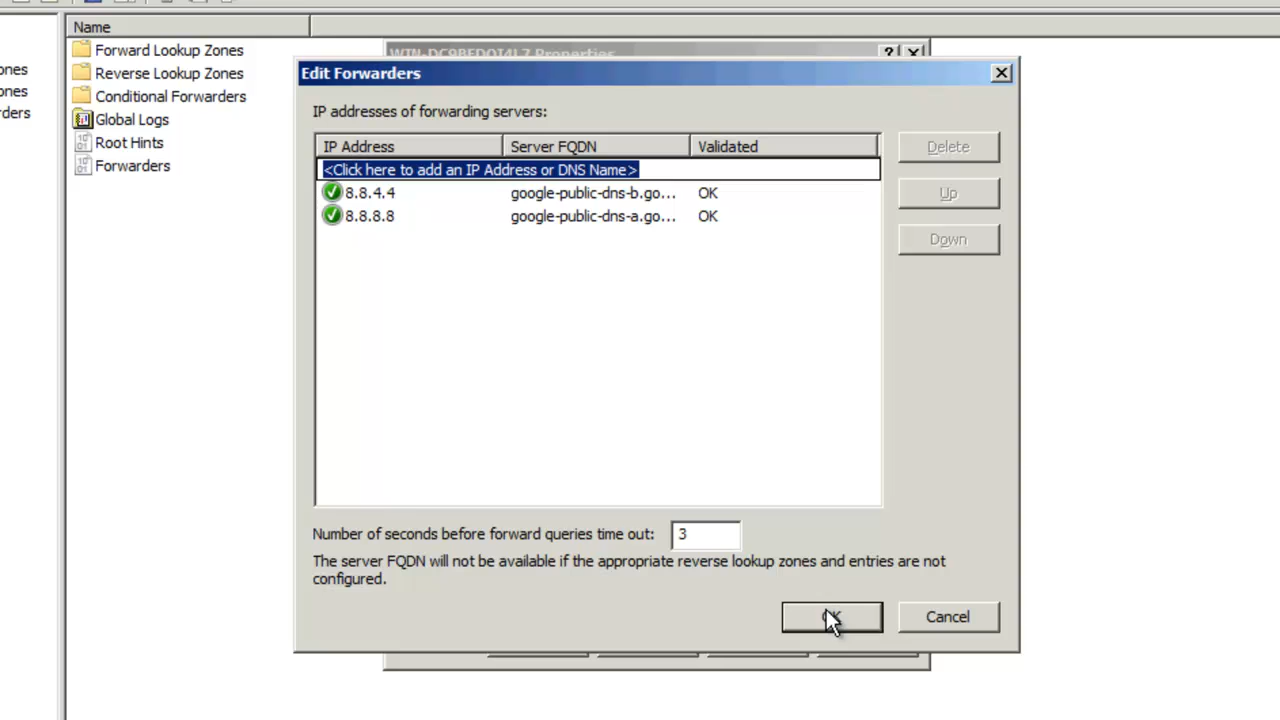 Name
Forward Lookup Zones
Reverse Lookup Zones
Conditional Forwarders
Global Logs
Root Hints
Forwarders
ones
ones
rders
Properties
Edit Forwarders
IP addresses of forwarding servers:
IP Address Server FQDN Validated
<Click here to add an IP Address or DNS Name>
8.8.4.4 google-public-dns-b.go... OK
8.8.8.8 google-public-dns-a.go... OK
Delete
Up
Down
Number of seconds before forward queries time out: 3
The server FQDN will not be available if the appropriate reverse lookup zones and entries are not
configured.
OK
Cancel